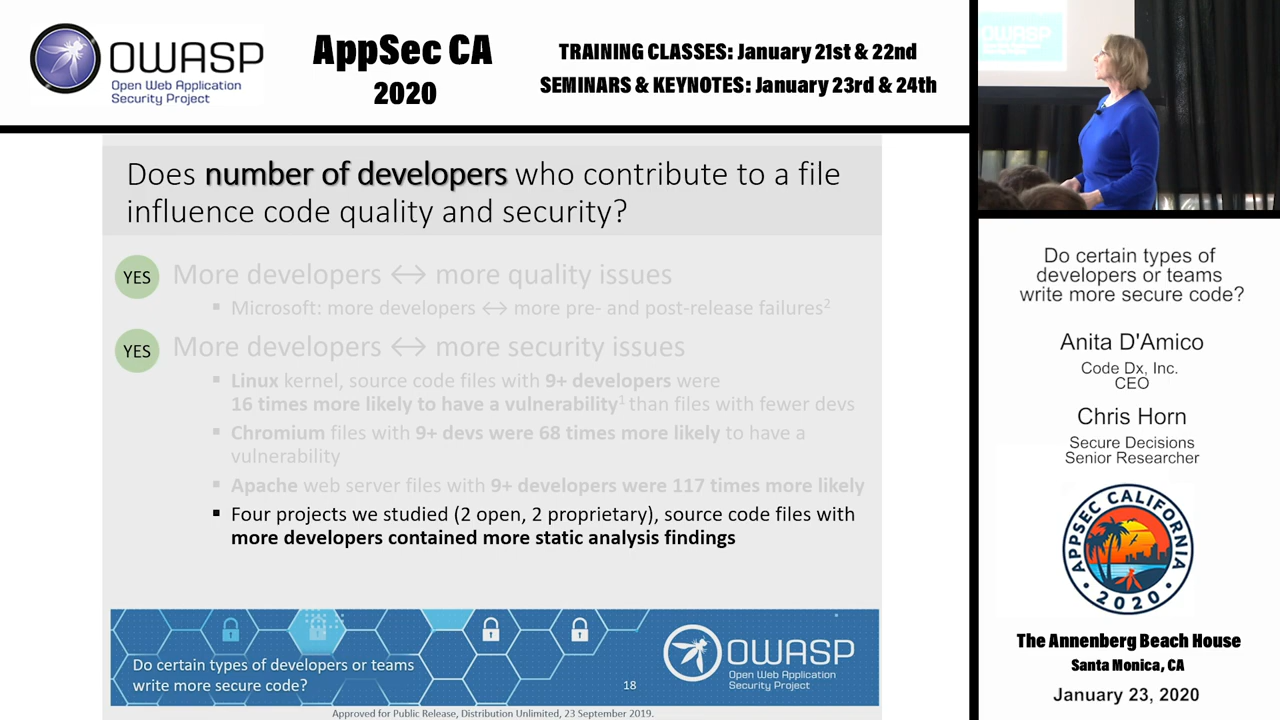 OWASP
Open Web Application
Security Project
AppSec CA
2020
TRAINING CLASSES: January 21st & 22nd
SEMINARS & KEYNOTES: January 23rd & 24th
Does number of developers who contribute to a file
influence code quality and security?
YES
More developers ↔ more quality issues
▪ Microsoft: more developers ↔ more pre- and post-release failures²
YES
More developers ↔ more security issues
▪ Linux kernel, source code files with 9+ developers were
16 times more likely to have a vulnerability¹ than files with fewer devs
▪ Chromium files with 9+ devs were 68 times more likely to have a
vulnerability
▪ Apache web server files with 9+ developers were 117 times more likely
▪ Four projects we studied (2 open, 2 proprietary), source code files with
more developers contained more static analysis findings
Do certain types of developers or teams
write more secure code?
18
OWASP
Open Web Application
Security Project
Approved for Public Release, Distribution Unlimited, 23 September 2019.
OWASP
Do certain types of
developers or teams
write more secure code?
Anita D'Amico
Code Dx, Inc.
CEO
Chris Horn
Secure Decisions
Senior Researcher
APPSEC CALIFORNIA
2020
The Annenberg Beach House
Santa Monica, CA
January 23, 2020